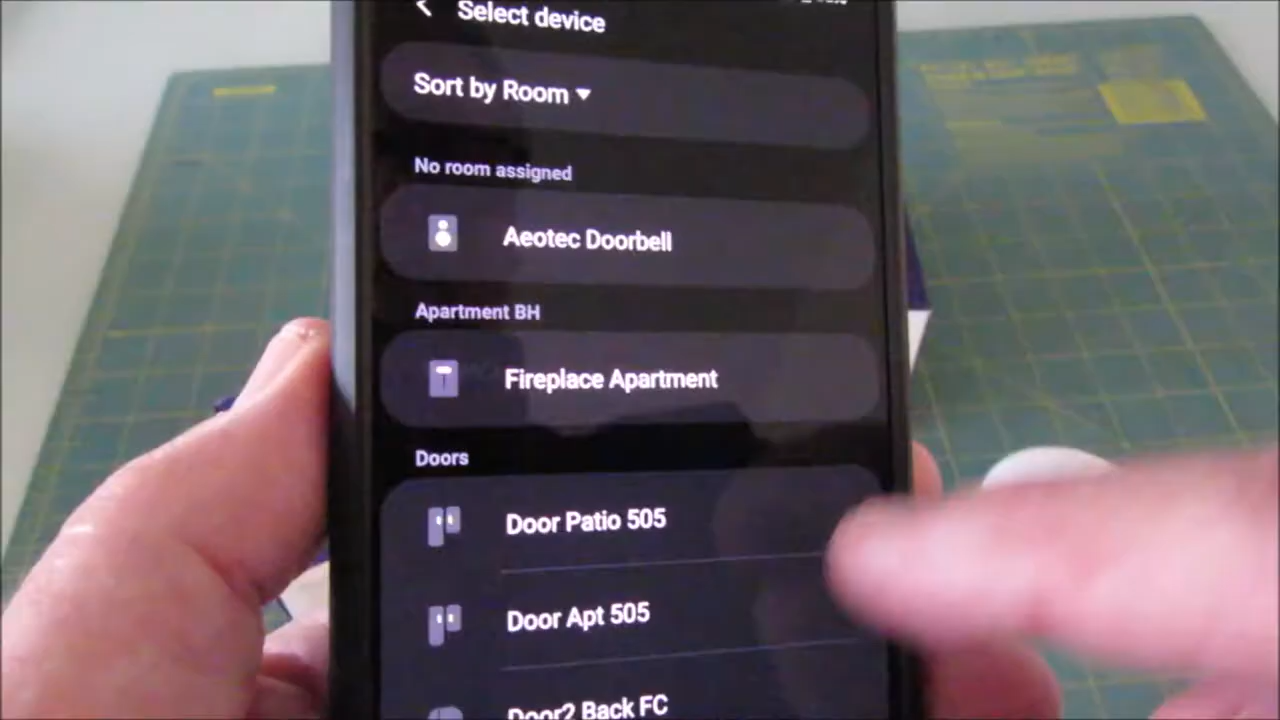 Select device
Sort by Room
No room assigned
Aeotec Doorbell
Apartment BH
Fireplace Apartment
Doors
Door Patio 505
Door Apt 505
Door2 Back FC